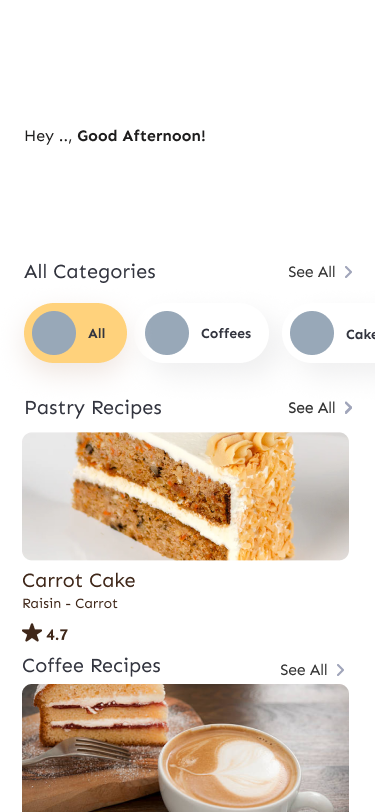 Hey .., Good Afternoon!
All Categories
See All
All
Coffees
Cake
Pastry Recipes
See All
Carrot Cake
Raisin - Carrot
4.7
Coffee Recipes
See All